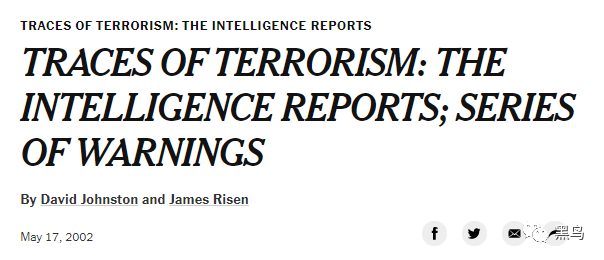 TRACES OF TERRORISM: THE INTELLIGENCE REPORTS
TRACES OF TERRORISM: THE
INTELLIGENCE REPORTS; SERIES
OF WARNINGS
By David Johnston and James Risen
May 17, 2002
黑鸟